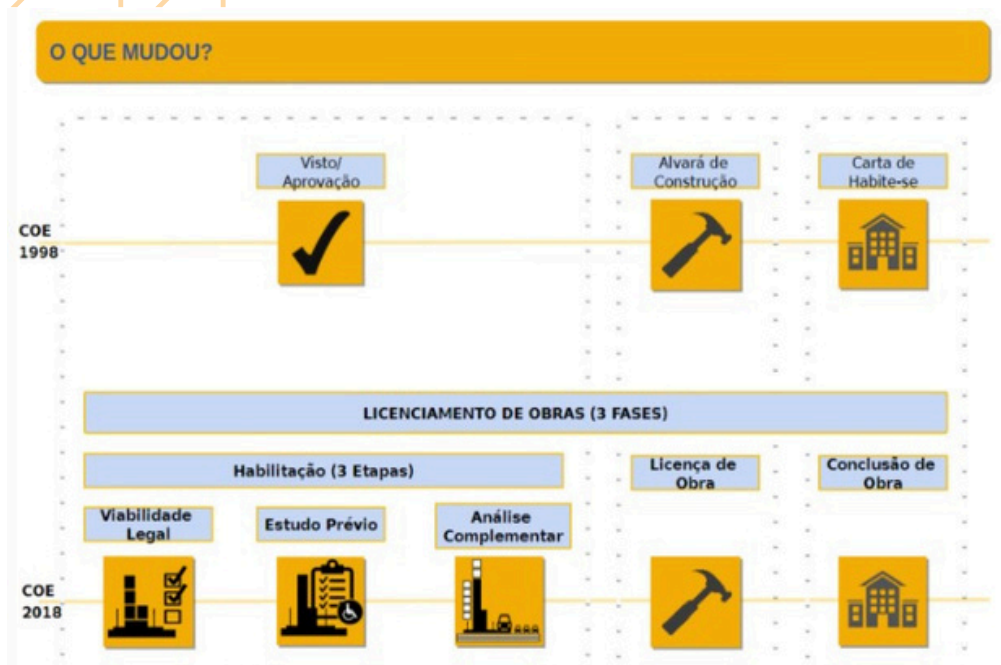 O QUE MUDOU?
Visto/
Aprovação
Alvará de
Construção
Carta de
Habite-se
COE
1998
LICENCIAMENTO DE OBRAS (3 FASES)
Habilitação (3 Etapas)
Licença de
Obra
Conclusão de
Obra
Viabilidade
Legal
Estudo Prévio
Análise
Complementar
COE
2018